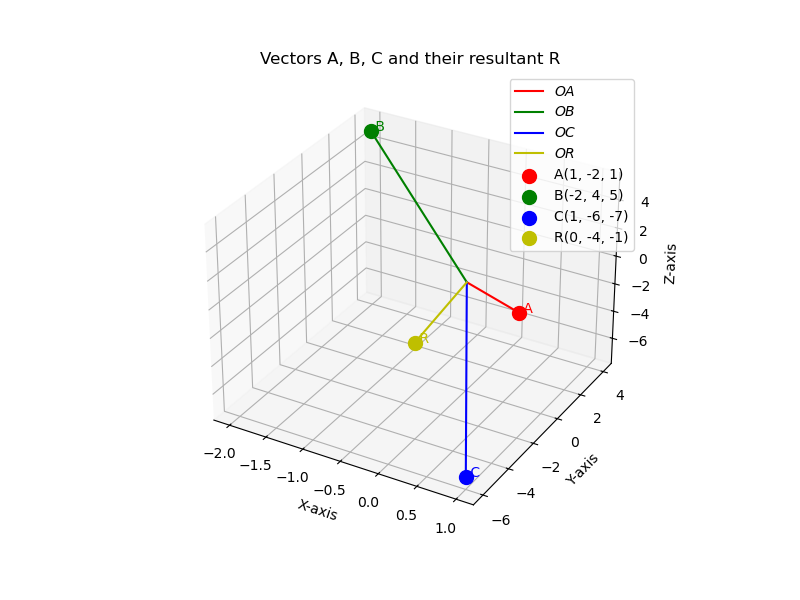 Vectors A, B, C and their resultant R
OA
OB
OC
OR
A(1, -2, 1)
B(-2, 4, 5)
C(1, -6, -7)
R(0, -4, -1)
B
A
R
C
4
2
0
−2
−4
−6
Z-axis
−2.0
−1.5
−1.0
−0.5
0.0
0.5
1.0
X-axis
−6
−4
−2
0
2
4
Y-axis